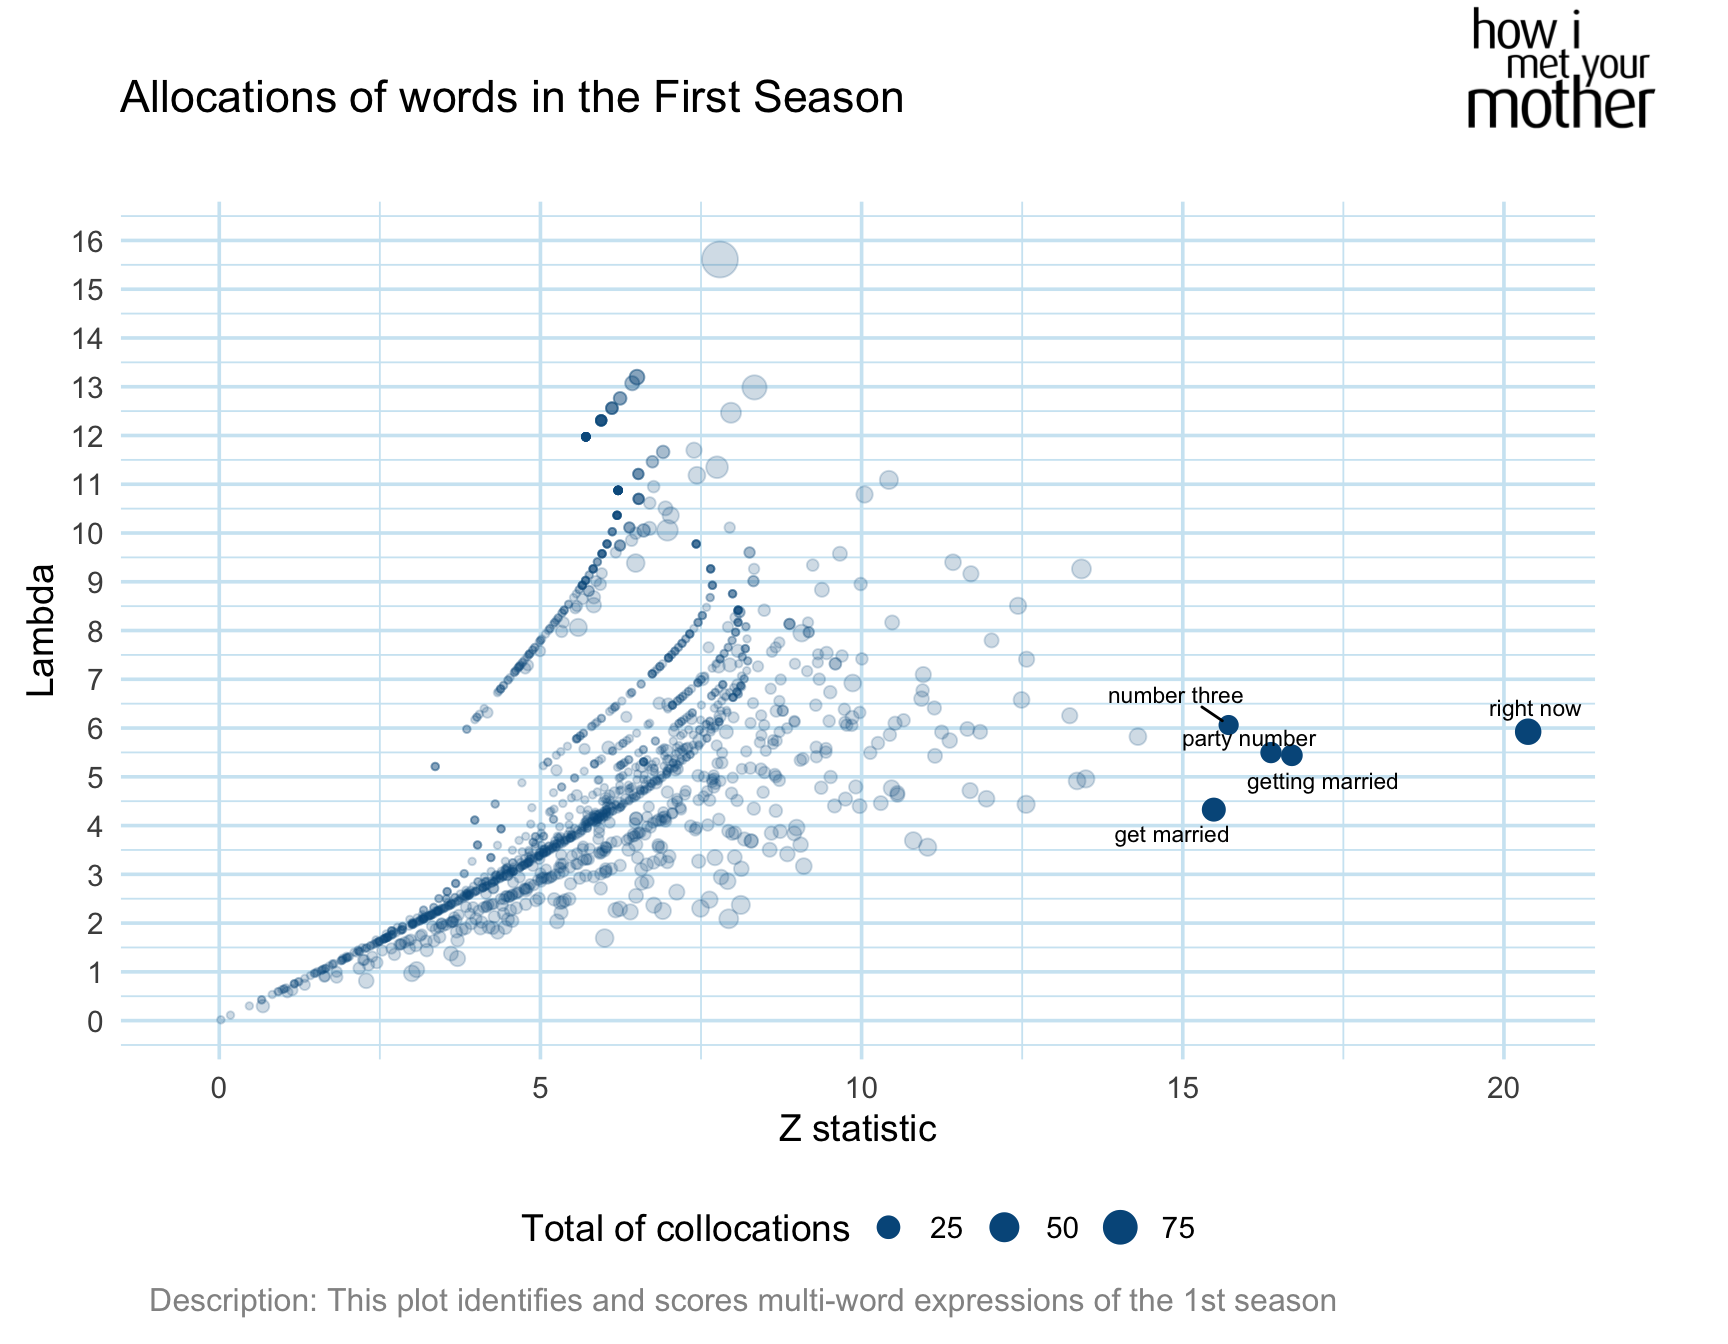 how i
met your
mother
Allocations of words in the First Season
Lambda
16
15
14
13
12
11
10
9
8
7
6
5
4
3
2
1
0
number three
right now
party number
getting married
get married
0 5 10 15 20
Z statistic
Total of collocations 25 50 75
Description: This plot identifies and scores multi-word expressions of the 1st season